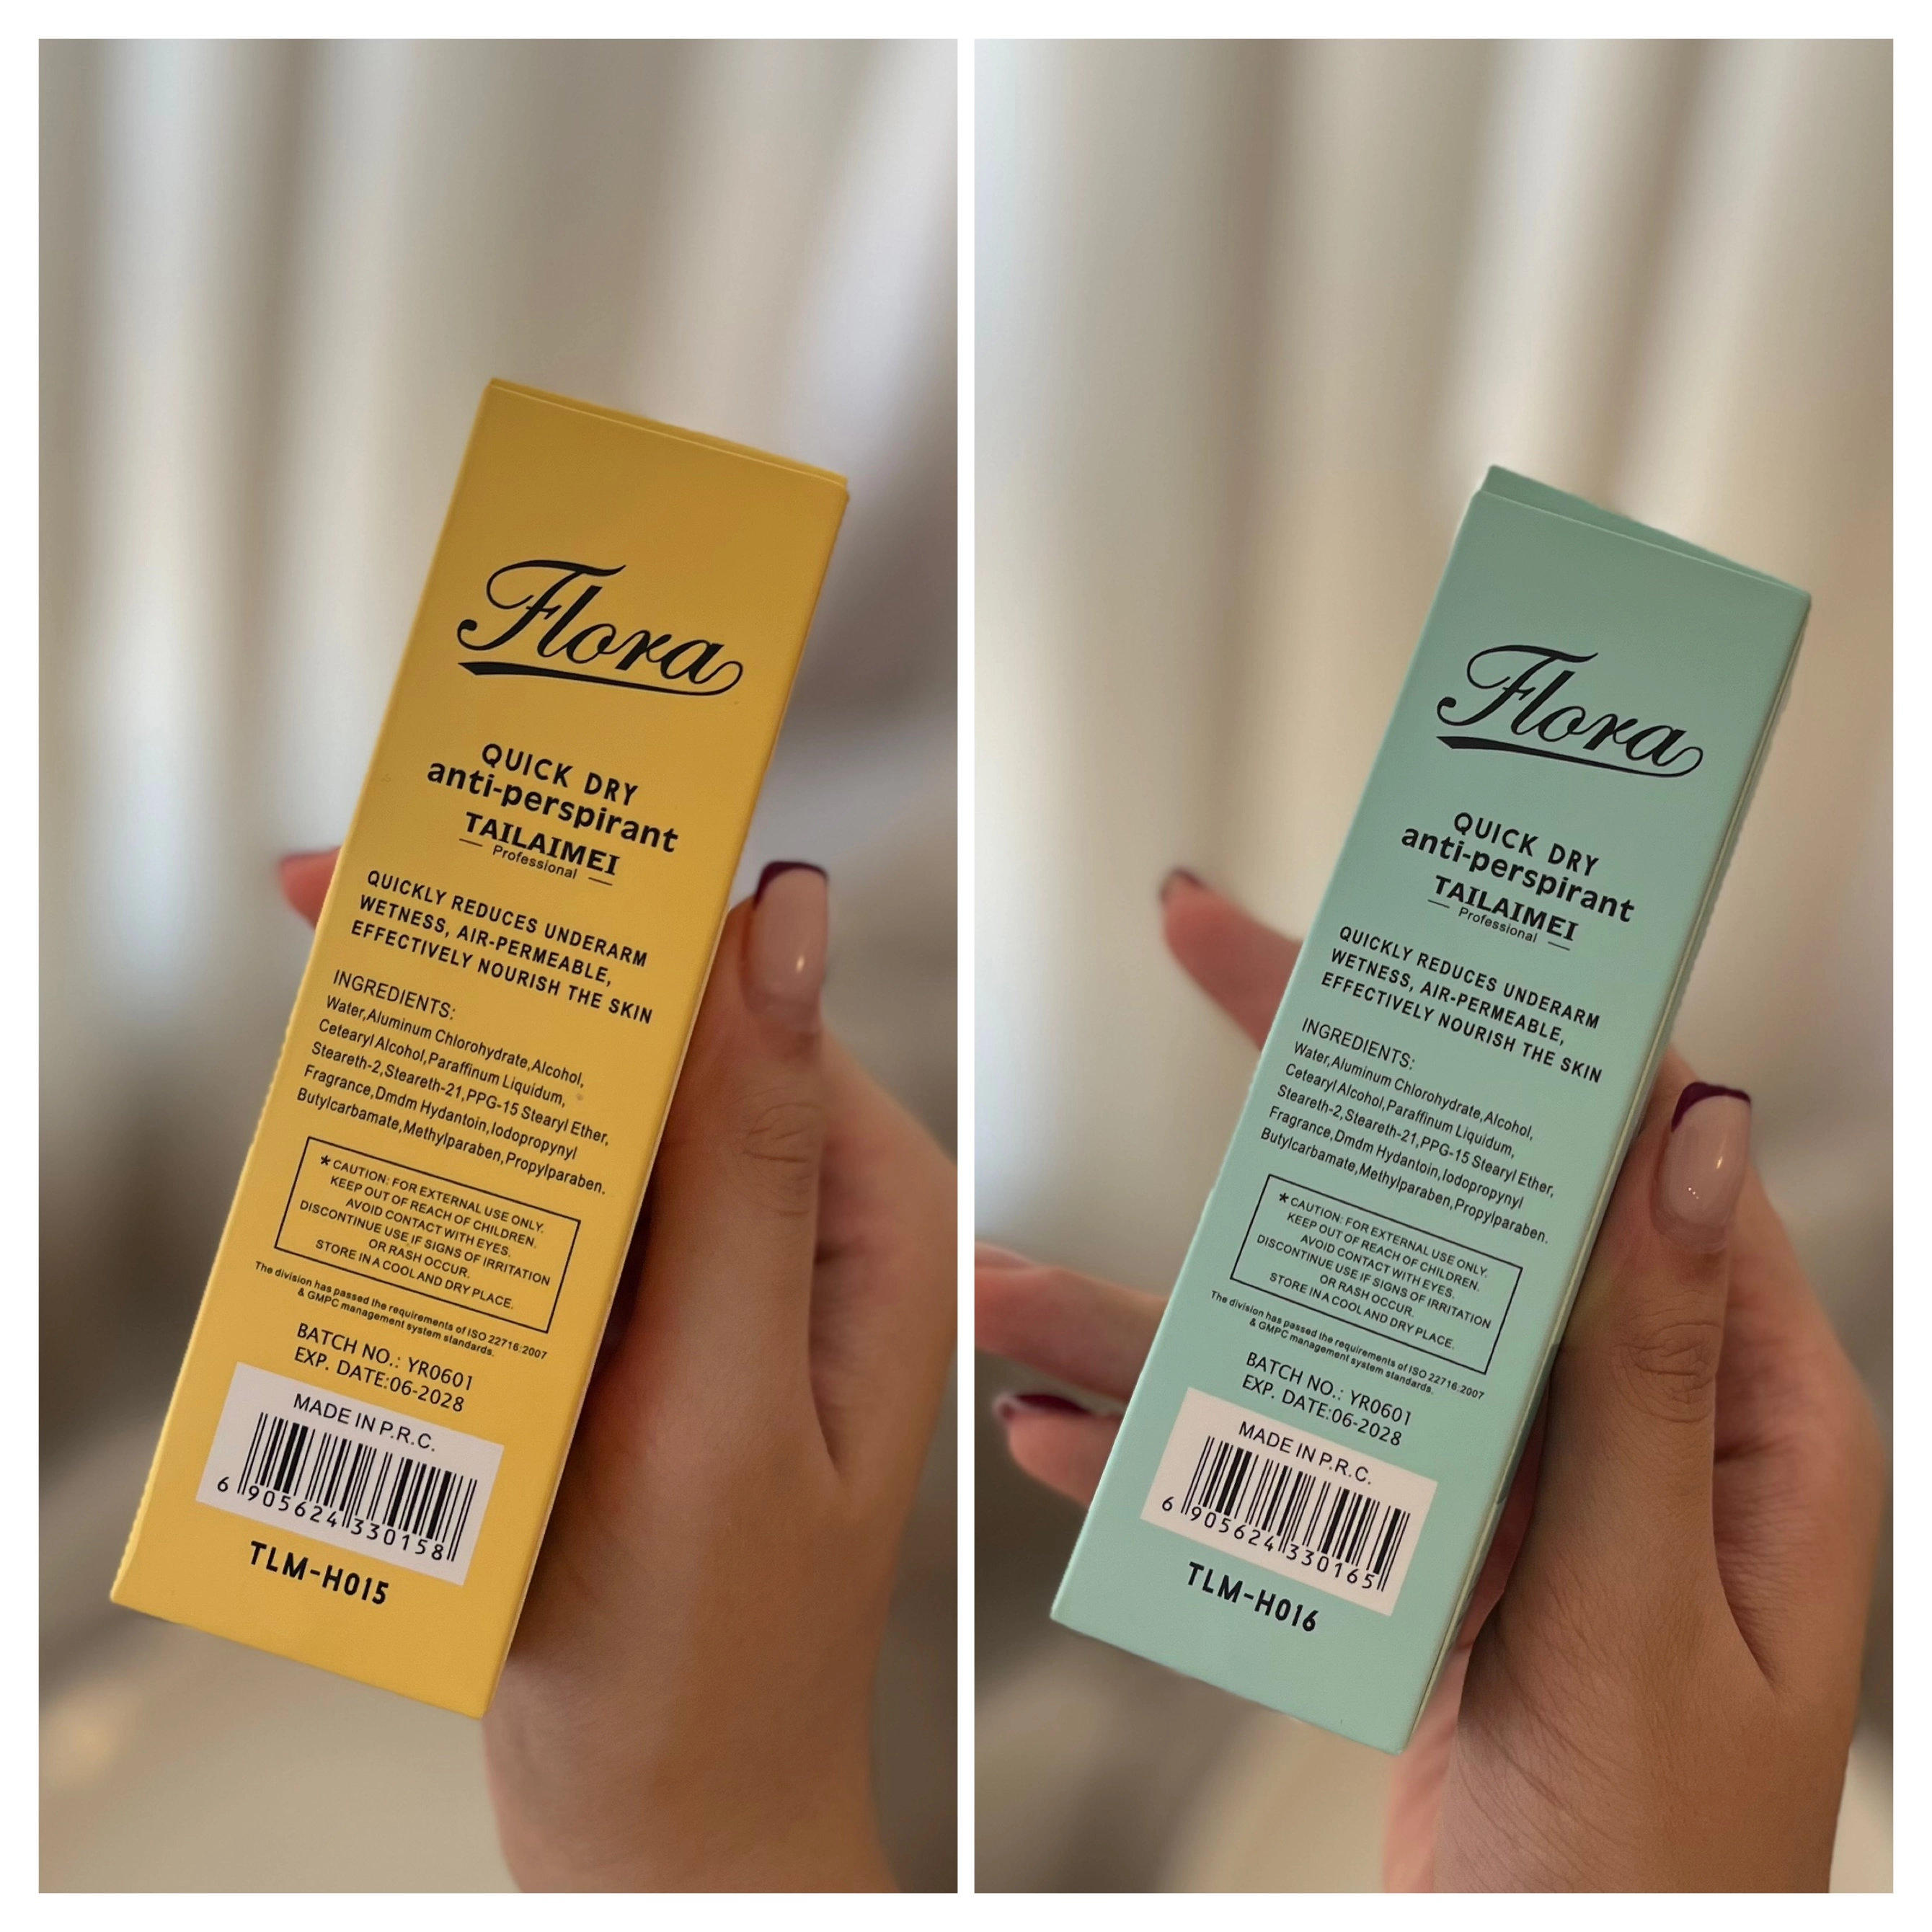 Flora
QUICK DRY
anti-perspirant
TAILAIMEI
Professional
QUICKLY REDUCES UNDERARM
WETNESS, AIR-PERMEABLE,
EFFECTIVELY NOURISH THE SKIN
INGREDIENTS:
Water,Aluminum Chlorohydrate,Alcohol,
Cetearyl Alcohol,Paraffinum Liquidum,
Steareth-2,Steareth-21,PPG-15 Stearyl Ether,
Fragrance,Dmdm Hydantoin,Iodopropynyl
Butylcarbamate,Methylparaben,Propylparaben.
*CAUTION: FOR EXTERNAL USE ONLY.
KEEP OUT OF REACH OF CHILDREN.
AVOID CONTACT WITH EYES.
DISCONTINUE USE IF SIGNS OF IRRITATION
OR RASH OCCUR.
STORE IN A COOL AND DRY PLACE.
The division has passed the requirements of ISO 22716:2007
& GMPC management system standards.
BATCH NO.: YR0601
EXP. DATE:06-2028
MADE IN P.R.C.
6 905624 330158
TLM-H015
Flora
QUICK DRY
anti-perspirant
TAILAIMEI
Professional
QUICKLY REDUCES UNDERARM
WETNESS, AIR-PERMEABLE,
EFFECTIVELY NOURISH THE SKIN
INGREDIENTS:
Water,Aluminum Chlorohydrate,Alcohol,
Cetearyl Alcohol,Paraffinum Liquidum,
Steareth-2,Steareth-21,PPG-15 Stearyl Ether,
Fragrance,Dmdm Hydantoin,Iodopropynyl
Butylcarbamate,Methylparaben,Propylparaben.
*CAUTION: FOR EXTERNAL USE ONLY.
KEEP OUT OF REACH OF CHILDREN.
AVOID CONTACT WITH EYES.
DISCONTINUE USE IF SIGNS OF IRRITATION
OR RASH OCCUR.
STORE IN A COOL AND DRY PLACE.
The division has passed the requirements of ISO 22716:2007
& GMPC management system standards.
BATCH NO.: YR0601
EXP. DATE:06-2028
MADE IN P.R.C.
6 905624 330165
TLM-H016